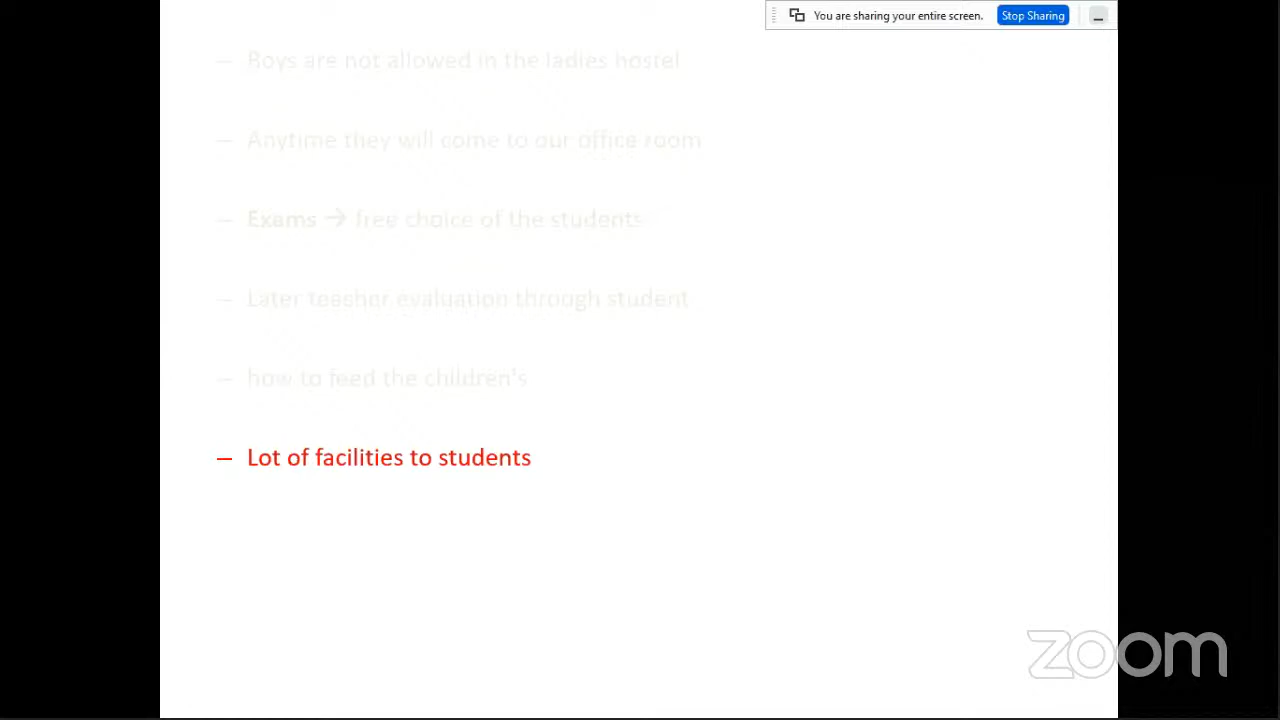 You are sharing your entire screen. Stop Sharing
– Boys are not allowed in the ladies hostel
– Anytime they will come to our office room
– Exams → free choice of the students
– Later teacher evaluation through student
– how to feed the children's
– Lot of facilities to students
zoom